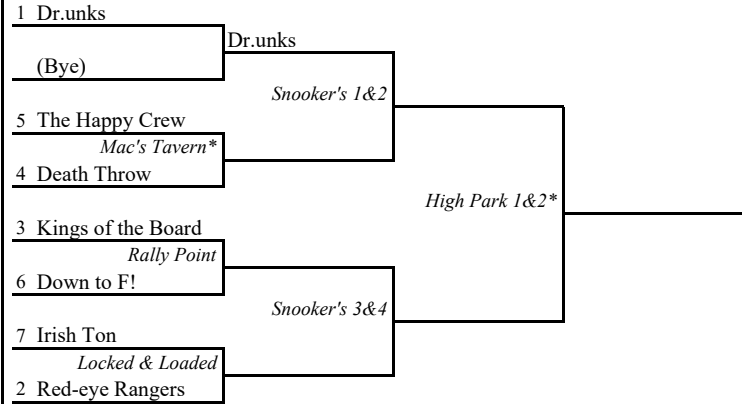 1 Dr.unks
Dr.unks
(Bye)
Snooker's 1&2
5 The Happy Crew
Mac's Tavern*
4 Death Throw
High Park 1&2*
3 Kings of the Board
Rally Point
6 Down to F!
Snooker's 3&4
7 Irish Ton
Locked & Loaded
2 Red-eye Rangers